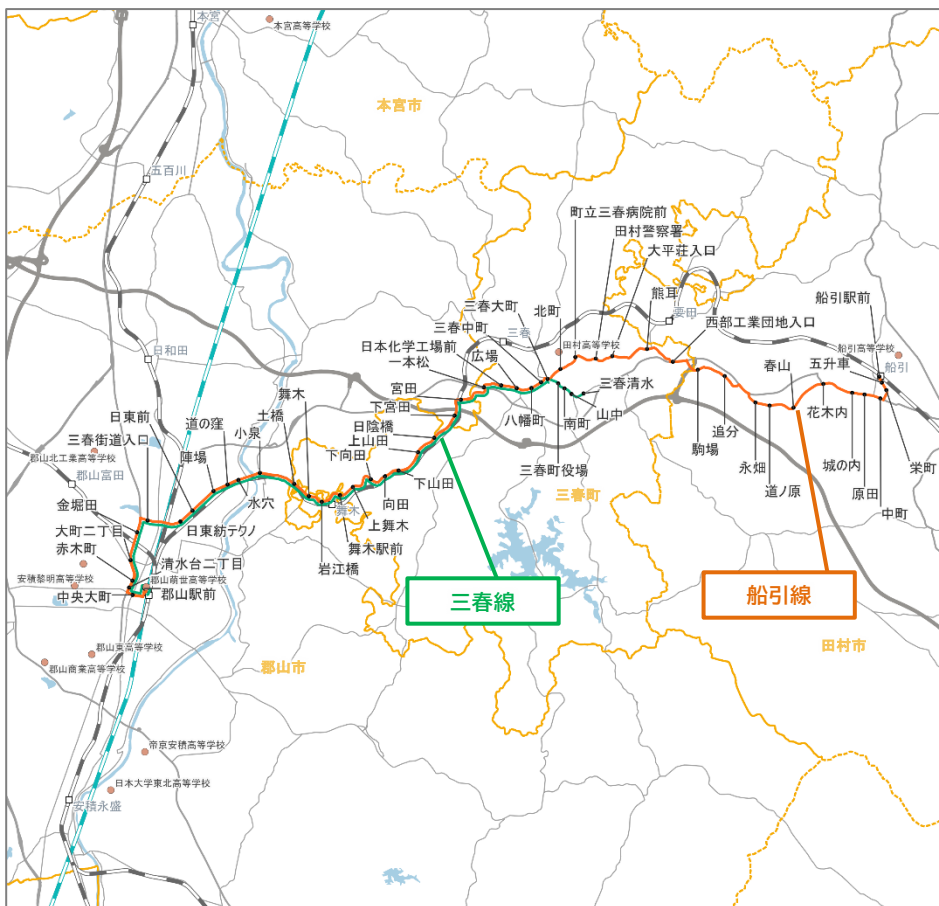 本宮
本宮高等学校
本宮市
五百川
町立三春病院前
田村警察署
大平荘入口
熊耳
船引駅前
三春大町
北町
要田
西部工業団地入口
三春中町
三春
船引高等学校
日本化学工場前
広場
田村高等学校
春山
五升車
船引
一本松
日和田
宮田
三春清水
舞木
下宮田
八幡町
南町
山中
追分
花木内
日東前
道の窪
小泉
土橋
日陰橋
駒場
城の内
栄町
三春街道入口
上山田
三春町役場
永畑
陣場
下向田
道ノ原
原田
郡山北工業高等学校
郡山富田
下山田
中町
水穴
向田
三春町
金堀田
舞木
上舞木
日東紡テクノ
大町二丁目
舞木駅前
赤木町
清水台二丁目
岩江橋
安積黎明高等学校
郡山萌世高等学校
郡山駅前
中央大町
三春線
船引線
郡山東高等学校
郡山商業高等学校
郡山市
田村市
帝京安積高等学校
日本大学東北高等学校
安積永盛